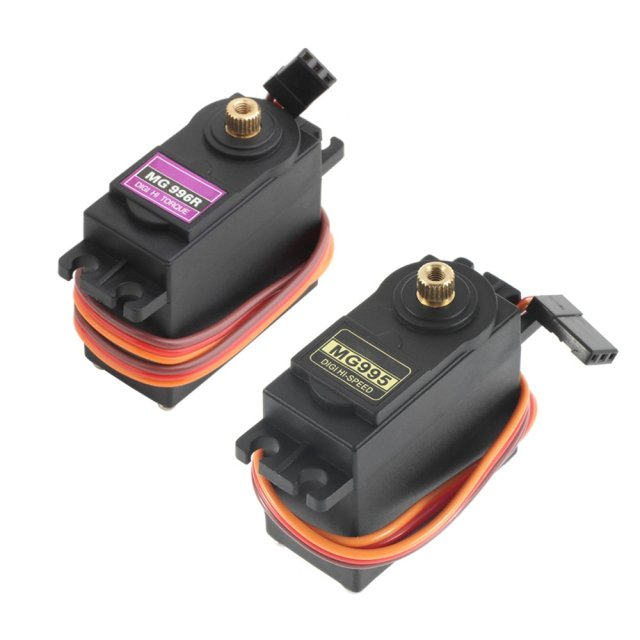 MG 996R
DIGI HI TORQUE
MG995
DIGI HI-SPEED